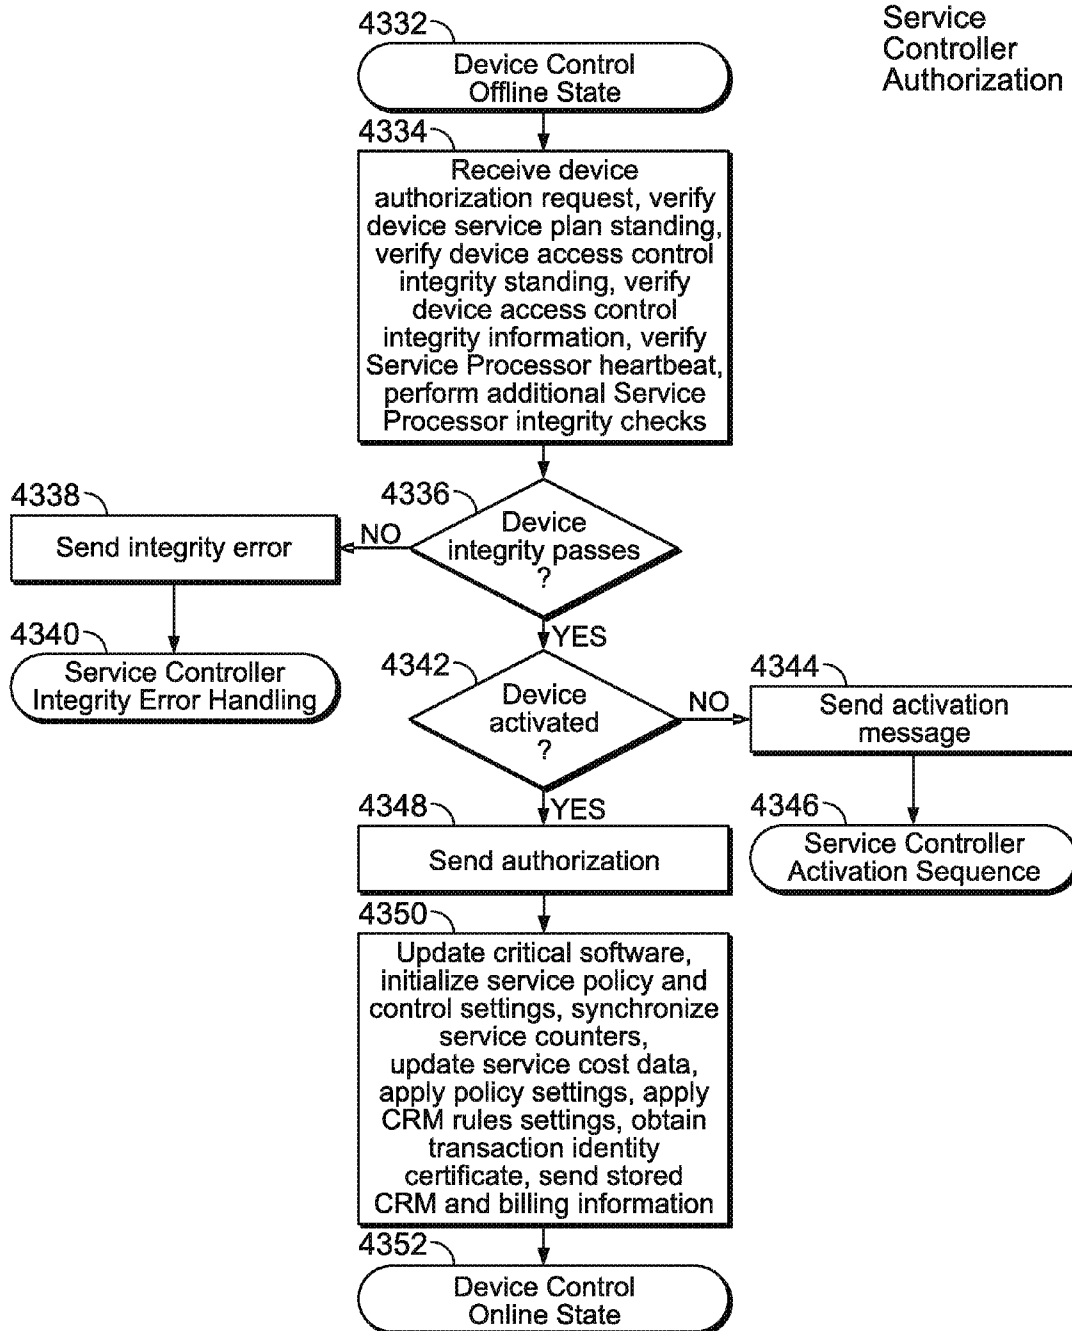 Service
Controller
Authorization
4332
Device Control
Offline State
4334
Receive device
authorization request, verify
device service plan standing,
verify device access control
integrity standing, verify
device access control
integrity information, verify
Service Processor heartbeat,
perform additional Service
Processor integrity checks
4336
Device
integrity passes
?
NO
4338
Send integrity error
4340
Service Controller
Integrity Error Handling
YES
4342
Device
activated
?
NO
4344
Send activation
message
4346
Service Controller
Activation Sequence
YES
4348
Send authorization
4350
Update critical software,
initialize service policy and
control settings, synchronize
service counters,
update service cost data,
apply policy settings, apply
CRM rules settings, obtain
transaction identity
certificate, send stored
CRM and billing information
4352
Device Control
Online State